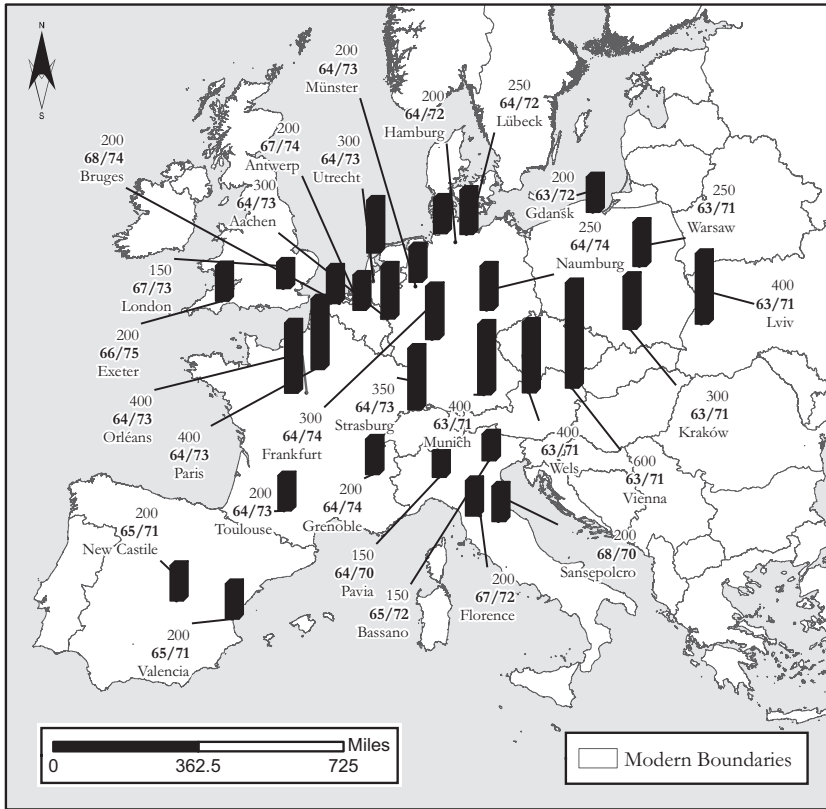 N
S
200
64/73
Münster
200
64/72
Hamburg
250
64/72
Lübeck
200
68/74
Bruges
200
67/74
Antwerp
300
64/73
Utrecht
300
64/73
Aachen
200
63/72
Gdansk
250
63/71
Warsaw
250
64/74
Naumburg
150
67/73
London
400
63/71
Lviv
200
66/75
Exeter
400
64/73
Orléans
400
64/73
Paris
300
64/74
Frankfurt
350
64/73
Strasburg
400
63/71
Munich
400
63/71
Wels
600
63/71
Vienna
300
63/71
Kraków
200
64/73
Toulouse
200
64/74
Grenoble
200
65/71
New Castile
150
64/70
Pavia
150
65/72
Bassano
200
67/72
Florence
200
68/70
Sansepolcro
200
65/71
Valencia
Miles
0 362.5 725
Modern Boundaries